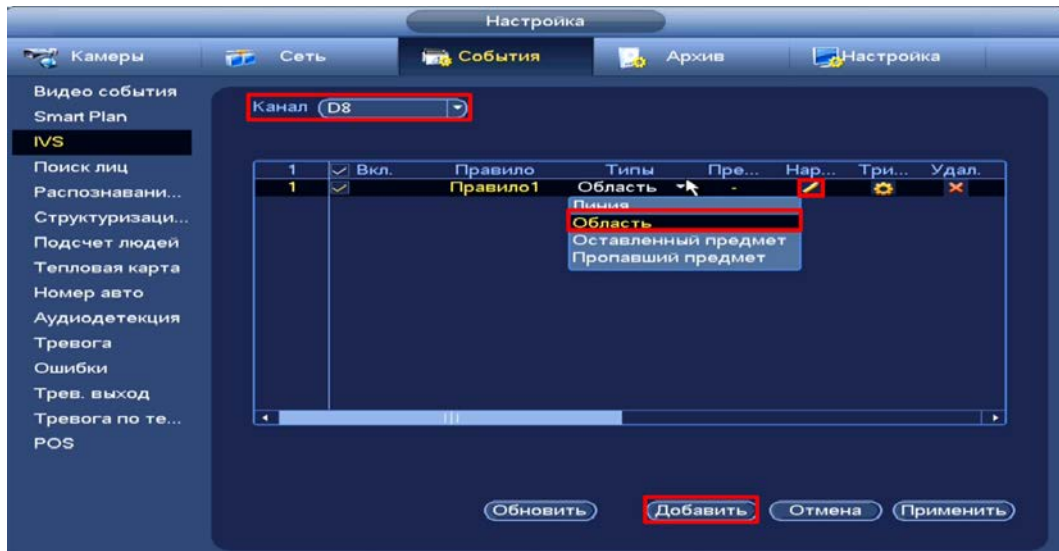 Настройка
Камеры Сеть События Архив Настройка
Видео события
Smart Plan
IVS
Поиск лиц
Распознавани...
Структуризаци...
Подсчет людей
Тепловая карта
Номер авто
Аудиодетекция
Тревога
Ошибки
Трев. выход
Тревога по те...
POS
Канал D8
1 Вкл. Правило Типы Пре... Нар... Три... Удал.
1 Правило1 Область -
Линия
Область
Оставленный предмет
Пропавший предмет
Обновить Добавить Отмена Применить